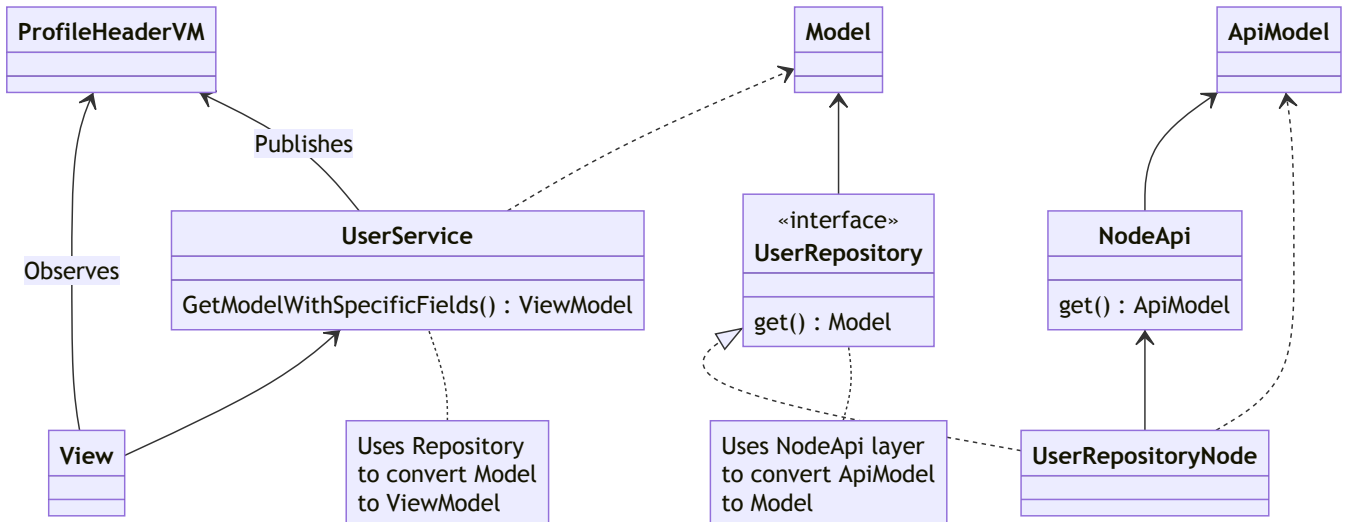 ProfileHeaderVM
Model
ApiModel
Publishes
Observes
UserService
GetModelWithSpecificFields() : ViewModel
«interface»
UserRepository
get() : Model
NodeApi
get() : ApiModel
View
Uses Repository
to convert Model
to ViewModel
Uses NodeApi layer
to convert ApiModel
to Model
UserRepositoryNode